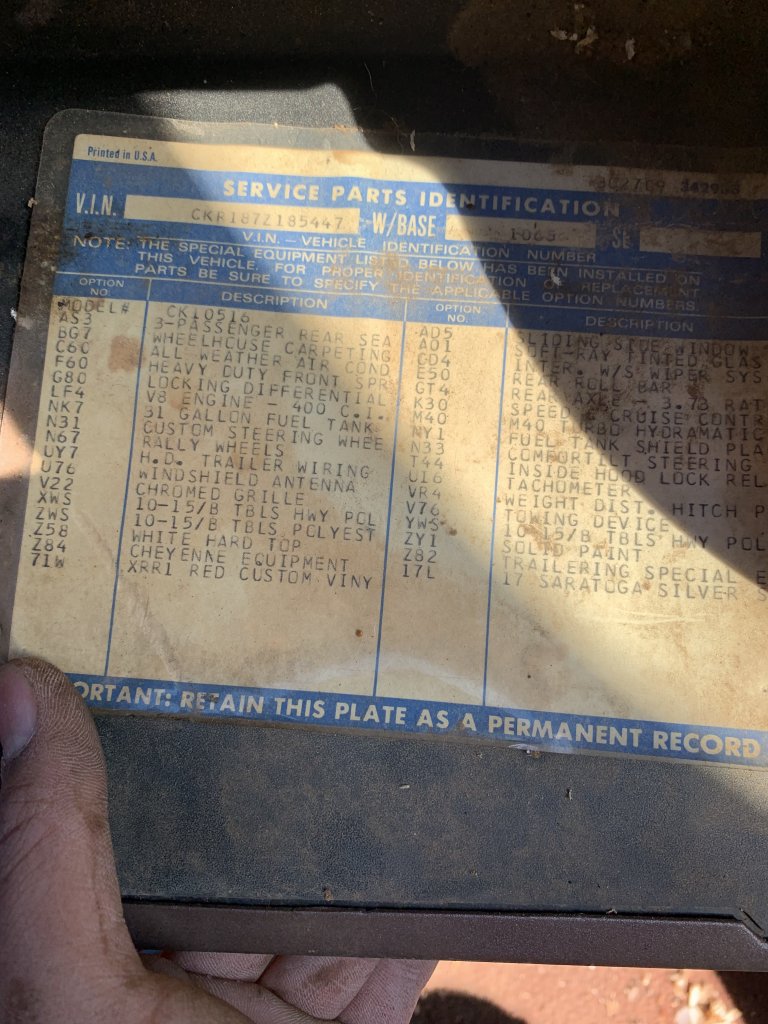 Printed in U.S.A.
SERVICE PARTS IDENTIFICATION
V.I.N. CKR187Z185447 W/BASE 1065
V.I.N. – VEHICLE IDENTIFICATION NUMBER
NOTE: THE SPECIAL EQUIPMENT LISTED BELOW HAS BEEN INSTALLED ON
THIS VEHICLE. FOR PROPER IDENTIFICATION OF REPLACEMENT
PARTS BE SURE TO SPECIFY THE APPLICABLE OPTION NUMBERS.
OPTION NO. DESCRIPTION OPTION NO. DESCRIPTION
MODEL# CK10516
AS3 3-PASSENGER REAR SEA AD5 SLIDING SIDE WINDOW
BG7 WHEELHOUSE CARPETING A01 SOFT-RAY TINTED GLAS
C60 ALL WEATHER AIR COND CD4 INTER. W/S WIPER SYS
F60 HEAVY DUTY FRONT SPR E50 REAR ROLL BAR
G80 LOCKING DIFFERENTIAL GT4 REAR AXLE - 3.73 RAT
LF4 V8 ENGINE - 400 C.I. K30 SPEED & CRUISE CONTR
NK7 31 GALLON FUEL TANK M40 M40 TURBO HYDRAMATIC
N31 CUSTOM STEERING WHEE NY1 FUEL TANK SHIELD PLA
N67 RALLY WHEELS N33 COMFORTILT STEERING
UY7 H.D. TRAILER WIRING T44 INSIDE HOOD LOCK REL
U76 WINDSHIELD ANTENNA U16 TACHOMETER
V22 CHROMED GRILLE VR4 WEIGHT DIST. HITCH P
XWS 10-15/B TBLS HWY POL V76 TOWING DEVICE
ZWS 10-15/B TBLS POLYEST YWS 10-15/B TBLS HWY POL
Z58 WHITE HARD TOP ZY1 SOLID PAINT
Z84 CHEYENNE EQUIPMENT Z82 TRAILERING SPECIAL E
71W XRR1 RED CUSTOM VINY 17L 17 SARATOGA SILVER S
ORTANT: RETAIN THIS PLATE AS A PERMANENT RECORD